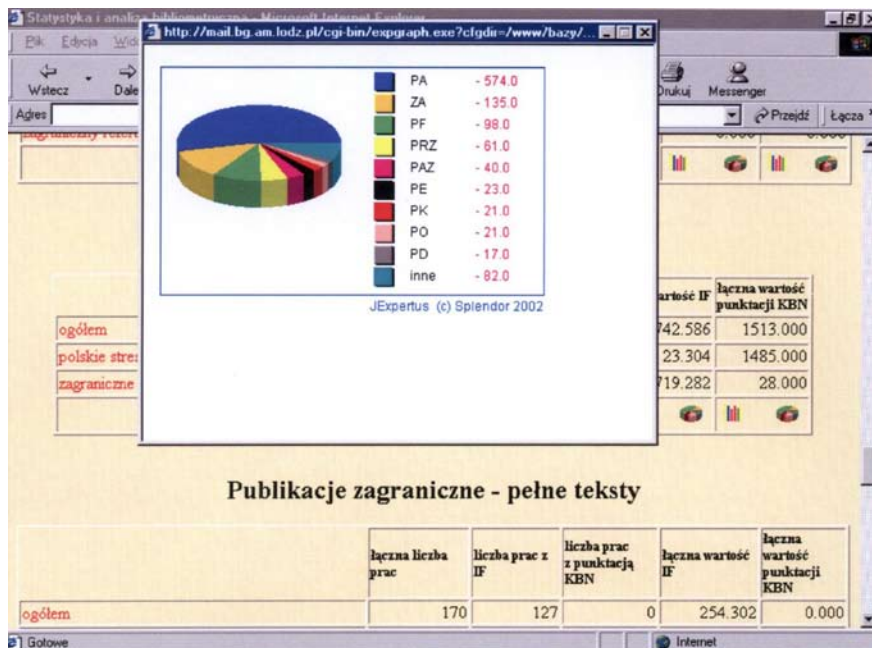 Statystyka i analiza bibliometryczna - Microsoft Internet Explorer
http://mail.bg.am.lodz.pl/cgi-bin/expgraph.exe?cfgdir=/www/bazy/...
Plik Edycja
Wstecz
Drukuj Messenger
Adres
Przejdź Łącza
0.000 0.000
PA - 574.0
ZA - 135.0
PF - 98.0
PRZ - 61.0
PAZ - 40.0
PE - 23.0
PK - 21.0
PO - 21.0
PD - 17.0
inne - 82.0
JExpertus (c) Splendor 2002
IF łączna wartość punktacji KBN
ogółem 742.586 1513.000
polskie 23.304 1485.000
zagraniczne 719.282 28.000
Publikacje zagraniczne - pełne teksty
łączna liczba prac
liczba prac z IF
liczba prac z punktacją KBN
łączna wartość IF
łączna wartość punktacji KBN
ogółem 170 127 0 254.302 0.000
Gotowe Internet